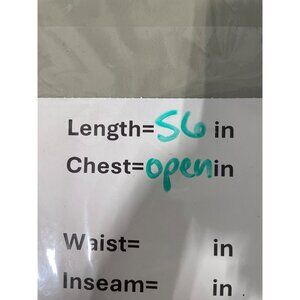 Length=56 in
Chest=open in
Waist= in
Inseam= in